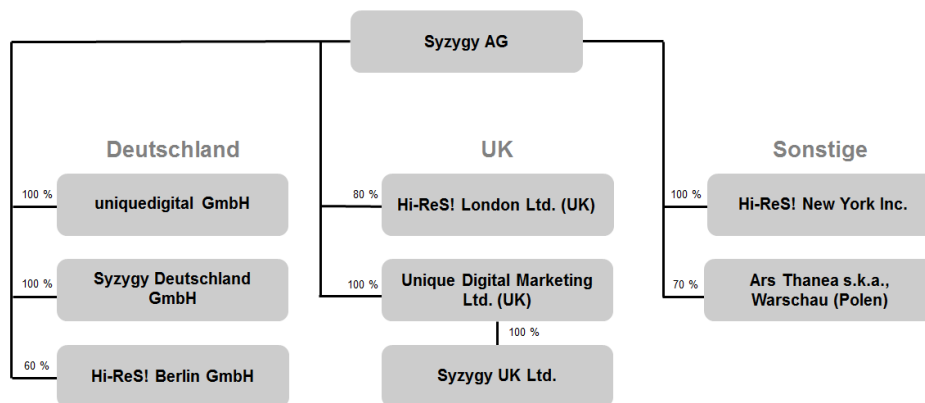 Syzygy AG
Deutschland
UK
Sonstige
100 %
uniquedigital GmbH
80 %
Hi-ReS! London Ltd. (UK)
100 %
Hi-ReS! New York Inc.
100 %
Syzygy Deutschland
GmbH
100 %
Unique Digital Marketing
Ltd. (UK)
70 %
Ars Thanea s.k.a.,
Warschau (Polen)
100 %
60 %
Hi-ReS! Berlin GmbH
Syzygy UK Ltd.